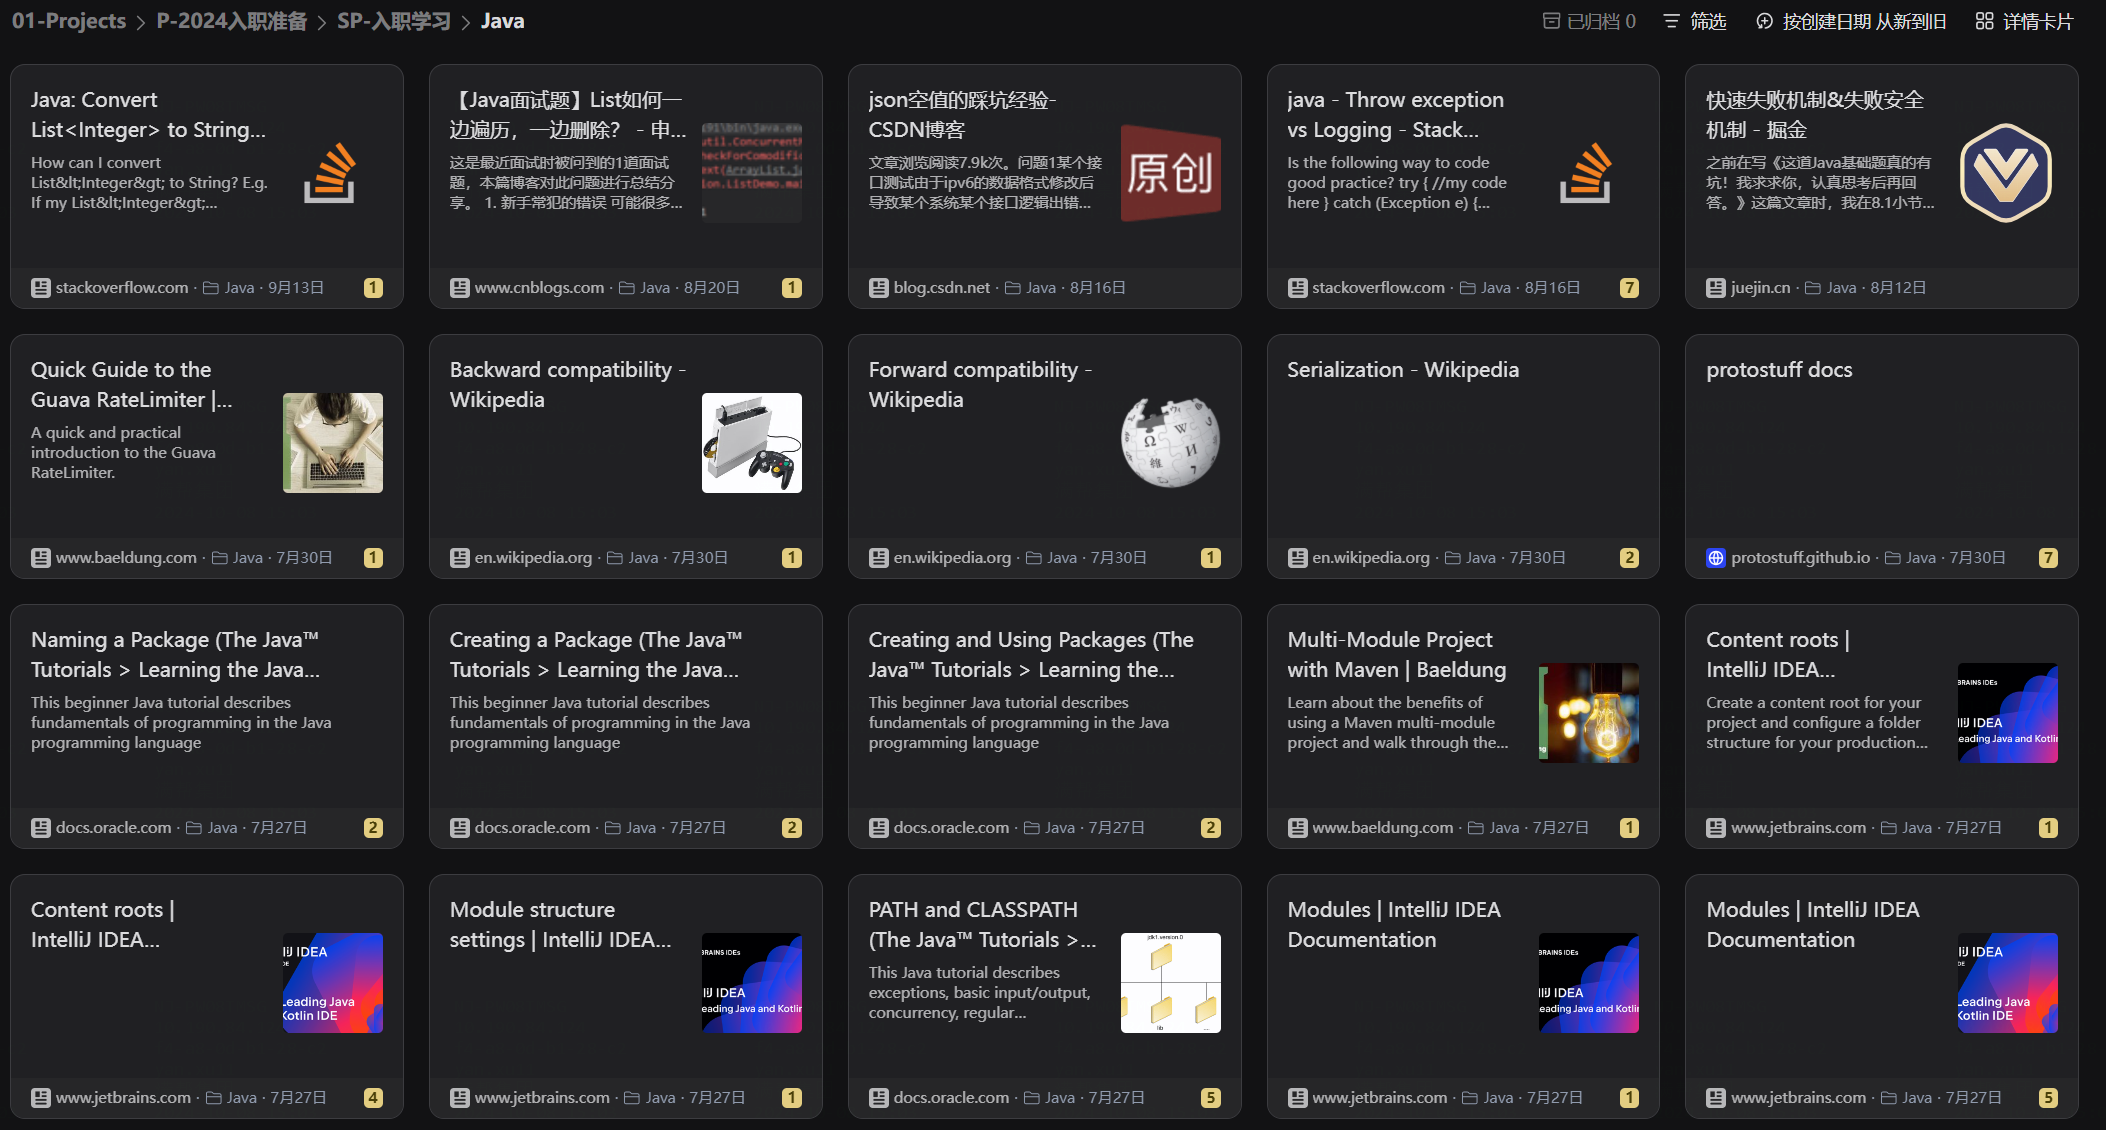 01-Projects > P-2024入职准备 > SP-入职学习 > Java
已归档 0 筛选 按创建日期 从新到旧 详情卡片
Java: Convert
List<Integer> to String...
How can I convert
List&lt;Integer&gt; to String? E.g.
If my List&lt;Integer&gt;...
stackoverflow.com · Java · 9月13日
1
【Java面试题】List如何一
边遍历，一边删除？ - 申...
这是最近面试时被问到的1道面试
题，本篇博客对此问题进行总结分
享。 1. 新手常犯的错误 可能很多...
www.cnblogs.com · Java · 8月20日
1
json空值的踩坑经验-
CSDN博客
文章浏览阅读7.9k次。问题1某个接
口测试由于ipv6的数据格式修改后
导致某个系统某个接口逻辑出错...
原创
blog.csdn.net · Java · 8月16日
java - Throw exception
vs Logging - Stack...
Is the following way to code
good practice? try { //my code
here } catch (Exception e) {...
stackoverflow.com · Java · 8月16日
7
快速失败机制&失败安全
机制 - 掘金
之前在写《这道Java基础题真的有
坑！我求求你，认真思考后再回
答。》这篇文章时，我在8.1小节...
juejin.cn · Java · 8月12日
Quick Guide to the
Guava RateLimiter |...
A quick and practical
introduction to the Guava
RateLimiter.
www.baeldung.com · Java · 7月30日
1
Backward compatibility -
Wikipedia
en.wikipedia.org · Java · 7月30日
1
Forward compatibility -
Wikipedia
en.wikipedia.org · Java · 7月30日
1
Serialization - Wikipedia
en.wikipedia.org · Java · 7月30日
2
protostuff docs
protostuff.github.io · Java · 7月30日
7
Naming a Package (The Java™
Tutorials > Learning the Java...
This beginner Java tutorial describes
fundamentals of programming in the Java
programming language
docs.oracle.com · Java · 7月27日
2
Creating a Package (The Java™
Tutorials > Learning the Java...
This beginner Java tutorial describes
fundamentals of programming in the Java
programming language
docs.oracle.com · Java · 7月27日
2
Creating and Using Packages (The
Java™ Tutorials > Learning the...
This beginner Java tutorial describes
fundamentals of programming in the Java
programming language
docs.oracle.com · Java · 7月27日
2
Multi-Module Project
with Maven | Baeldung
Learn about the benefits of
using a Maven multi-module
project and walk through the...
www.baeldung.com · Java · 7月27日
1
Content roots |
IntelliJ IDEA...
Create a content root for your
project and configure a folder
structure for your production...
BRAINS IDEs
liJ IDEA
eading Java and Kotli
www.jetbrains.com · Java · 7月27日
1
Content roots |
IntelliJ IDEA...
liJ IDEA
DE
Leading Java
Kotlin IDE
www.jetbrains.com · Java · 7月27日
4
Module structure
settings | IntelliJ IDEA...
BRAINS IDEs
liJ IDEA
eading Java and Kotli
www.jetbrains.com · Java · 7月27日
1
PATH and CLASSPATH
(The Java™ Tutorials >...
This Java tutorial describes
exceptions, basic input/output,
concurrency, regular...
jdk1.version.0
lib
...
docs.oracle.com · Java · 7月27日
5
Modules | IntelliJ IDEA
Documentation
BRAINS IDEs
liJ IDEA
eading Java and Kotli
www.jetbrains.com · Java · 7月27日
1
Modules | IntelliJ IDEA
Documentation
liJ IDEA
DE
Leading Java
Kotlin IDE
www.jetbrains.com · Java · 7月27日
5